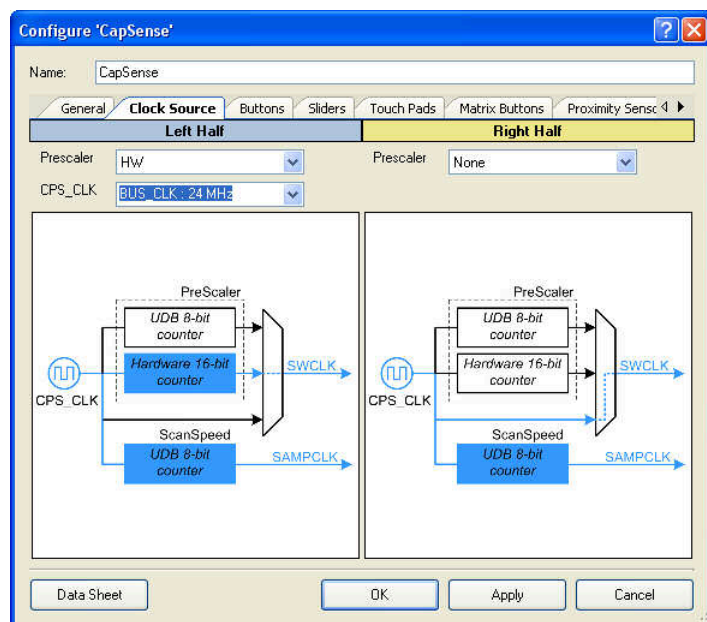 Configure 'CapSense'
Name: CapSense
General Clock Source Buttons Sliders Touch Pads Matrix Buttons Proximity Sensc
Left Half Right Half
Prescaler HW Prescaler None
CPS_CLK BUS_CLK : 24 MHz
PreScaler
UDB 8-bit
counter
Hardware 16-bit
counter
SWCLK
CPS_CLK
ScanSpeed
UDB 8-bit
counter
SAMPCLK
PreScaler
UDB 8-bit
counter
Hardware 16-bit
counter
SWCLK
CPS_CLK
ScanSpeed
UDB 8-bit
counter
SAMPCLK
Data Sheet OK Apply Cancel